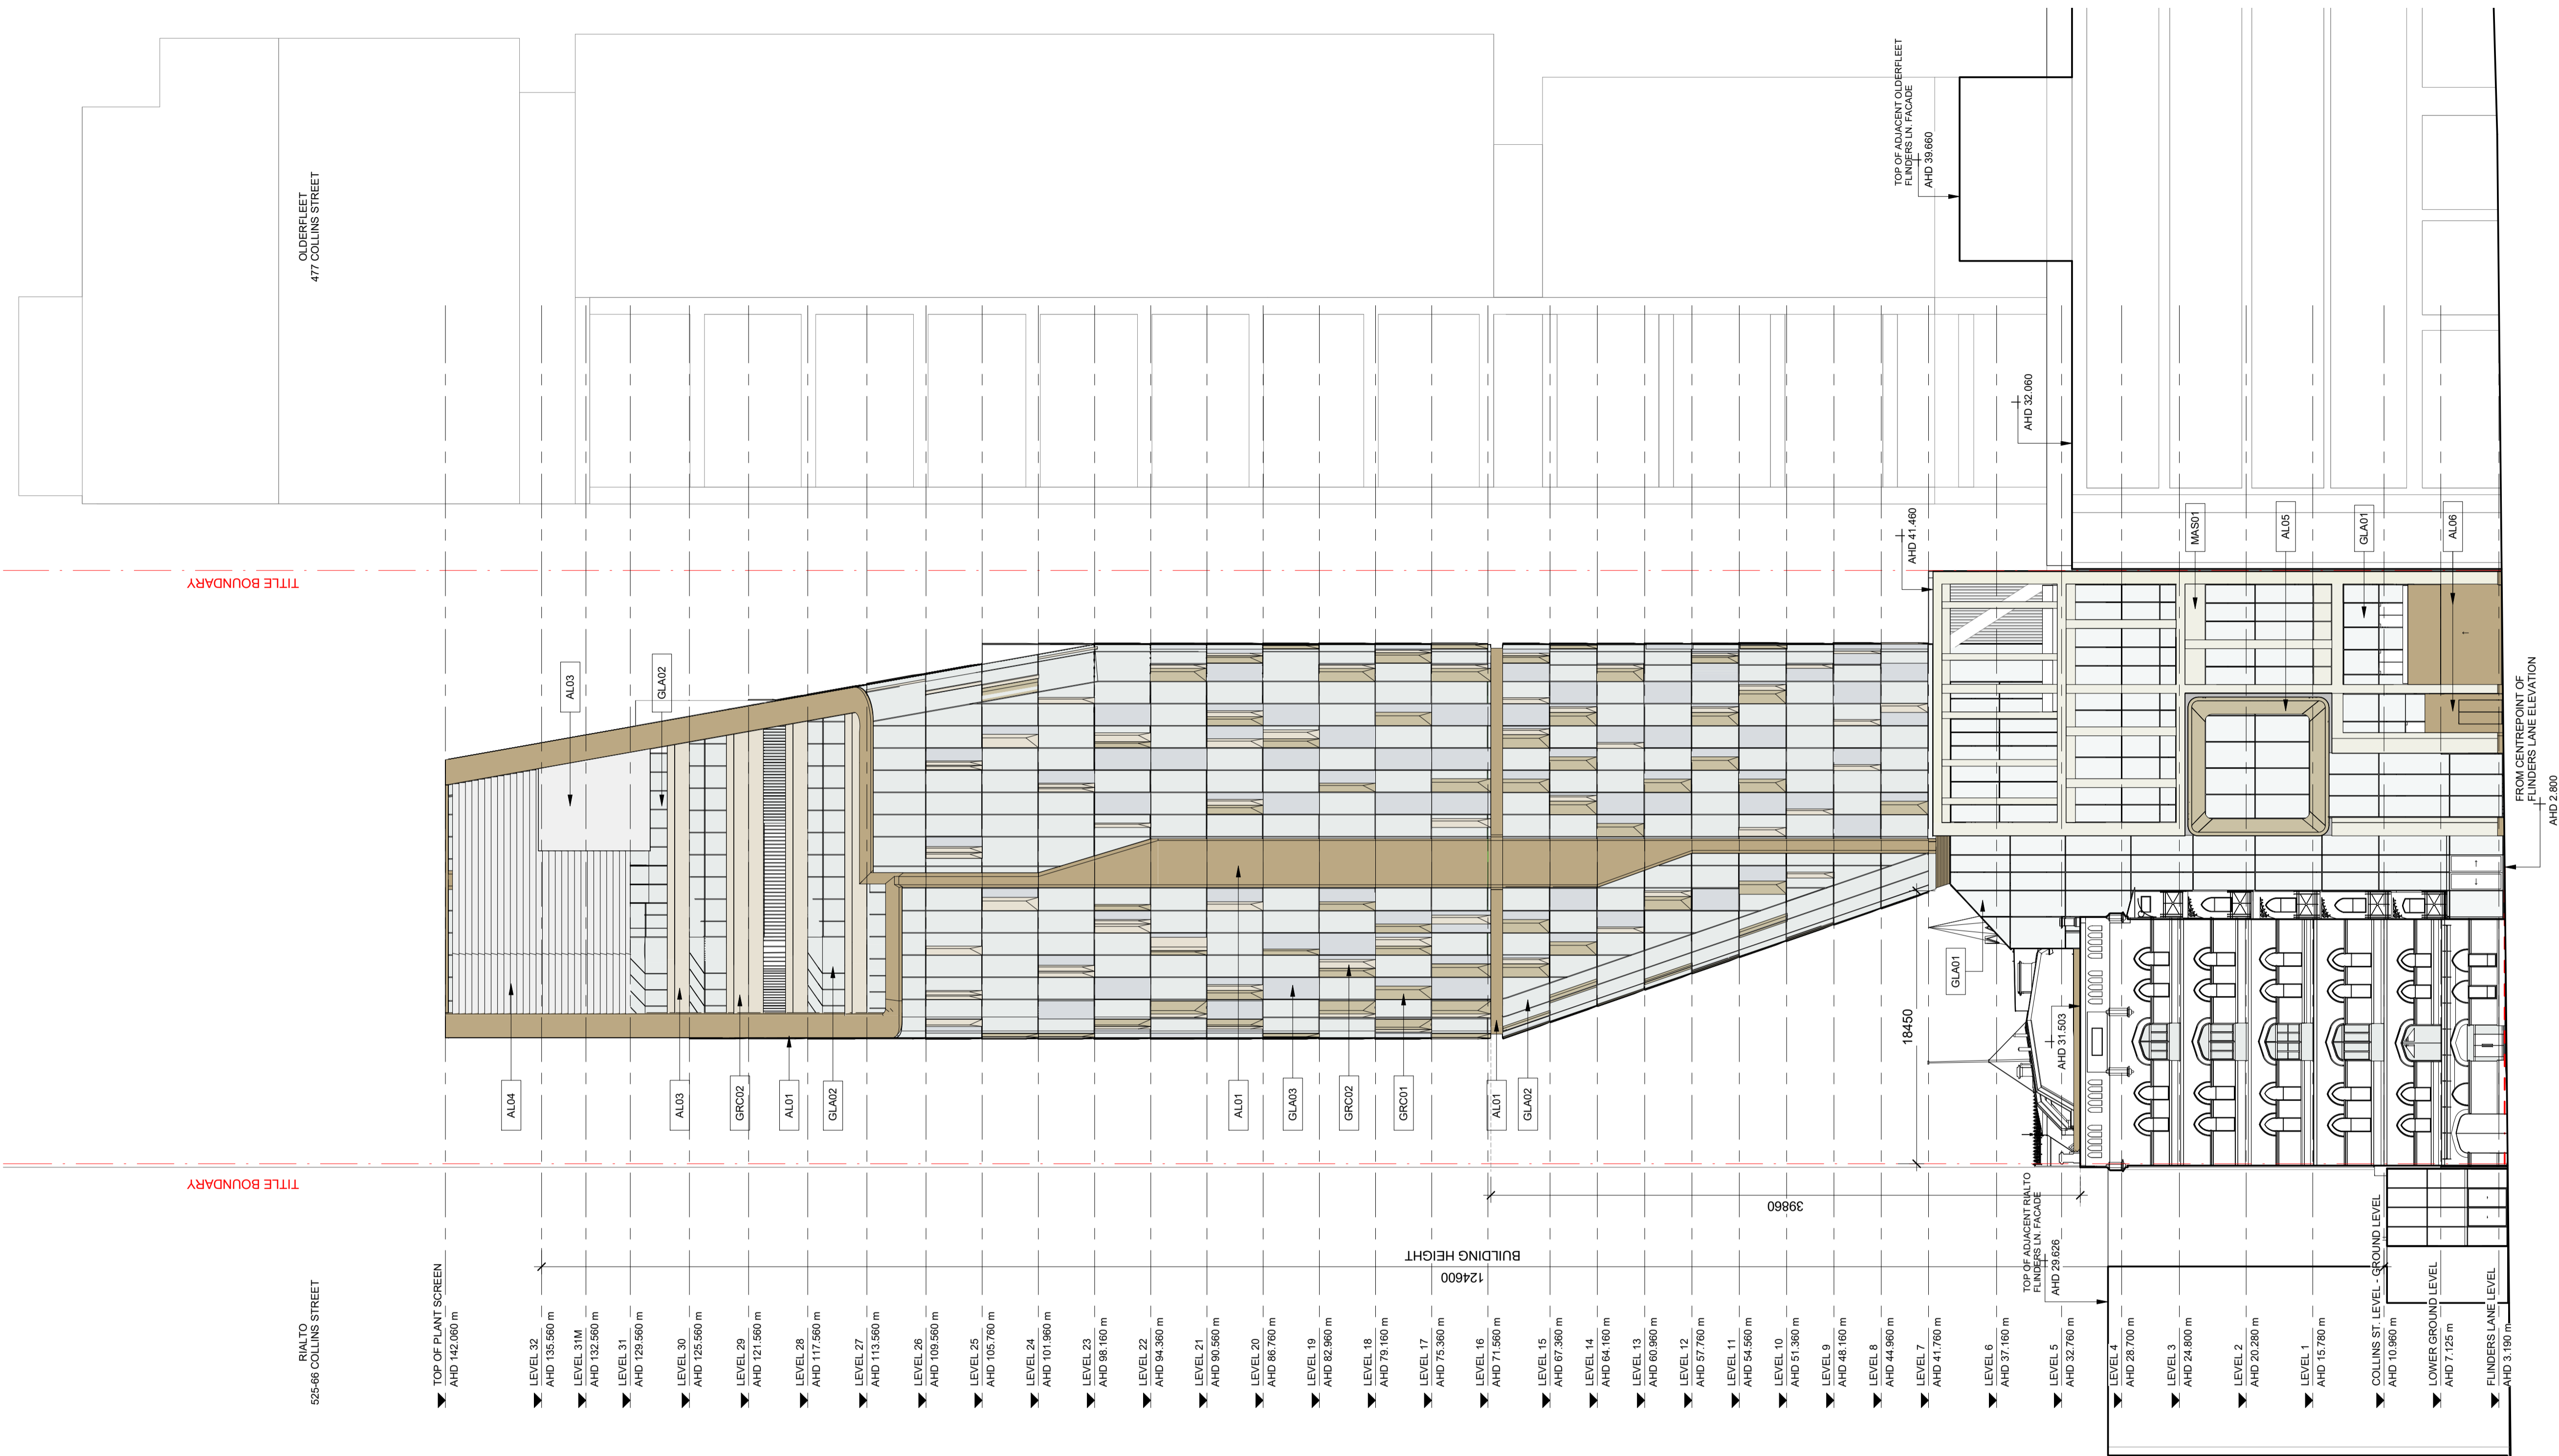 RIALTO
525-66 COLLINS STREET
TITLE BOUNDARY
TITLE BOUNDARY
OLDERFLEET
477 COLLINS STREET
TOP OF PLANT SCREEN
AHD 142.060 m
LEVEL 32
AHD 135.560 m
LEVEL 31M
AHD 132.560 m
LEVEL 31
AHD 129.560 m
LEVEL 30
AHD 125.560 m
LEVEL 29
AHD 121.560 m
LEVEL 28
AHD 117.560 m
LEVEL 27
AHD 113.560 m
LEVEL 26
AHD 109.560 m
LEVEL 25
AHD 105.760 m
LEVEL 24
AHD 101.960 m
LEVEL 23
AHD 98.160 m
LEVEL 22
AHD 94.360 m
LEVEL 21
AHD 90.560 m
LEVEL 20
AHD 86.760 m
LEVEL 19
AHD 82.960 m
LEVEL 18
AHD 79.160 m
LEVEL 17
AHD 75.360 m
LEVEL 16
AHD 71.560 m
LEVEL 15
AHD 67.360 m
LEVEL 14
AHD 64.160 m
LEVEL 13
AHD 60.960 m
LEVEL 12
AHD 57.760 m
LEVEL 11
AHD 54.560 m
LEVEL 10
AHD 51.360 m
LEVEL 9
AHD 48.160 m
LEVEL 8
AHD 44.960 m
LEVEL 7
AHD 41.760 m
LEVEL 6
AHD 37.160 m
LEVEL 5
AHD 32.760 m
LEVEL 4
AHD 28.700 m
LEVEL 3
AHD 24.800 m
LEVEL 2
AHD 20.280 m
LEVEL 1
AHD 15.780 m
COLLINS ST. LEVEL - GROUND LEVEL
AHD 10.960 m
LOWER GROUND LEVEL
AHD 7.125 m
FLINDERS LANE LEVEL
AHD 3.190 m
124600
BUILDING HEIGHT
39860
18450
TOP OF ADJACENT RIALTO
FLINDERS LN. FACADE
AHD 29.626
AHD 31.503
AL04
AL03
GRC02
AL01
GLA02
AL01
GLA03
GRC02
GRC01
AL01
GLA02
GLA01
AL03
GLA02
AHD 41.460
MAS01
AL05
GLA01
AL06
AHD 32.060
TOP OF ADJACENT OLDERFLEET
FLINDERS LN. FACADE
AHD 39.660
FROM CENTREPOINT OF
FLINDERS LANE ELEVATION
AHD 2.800